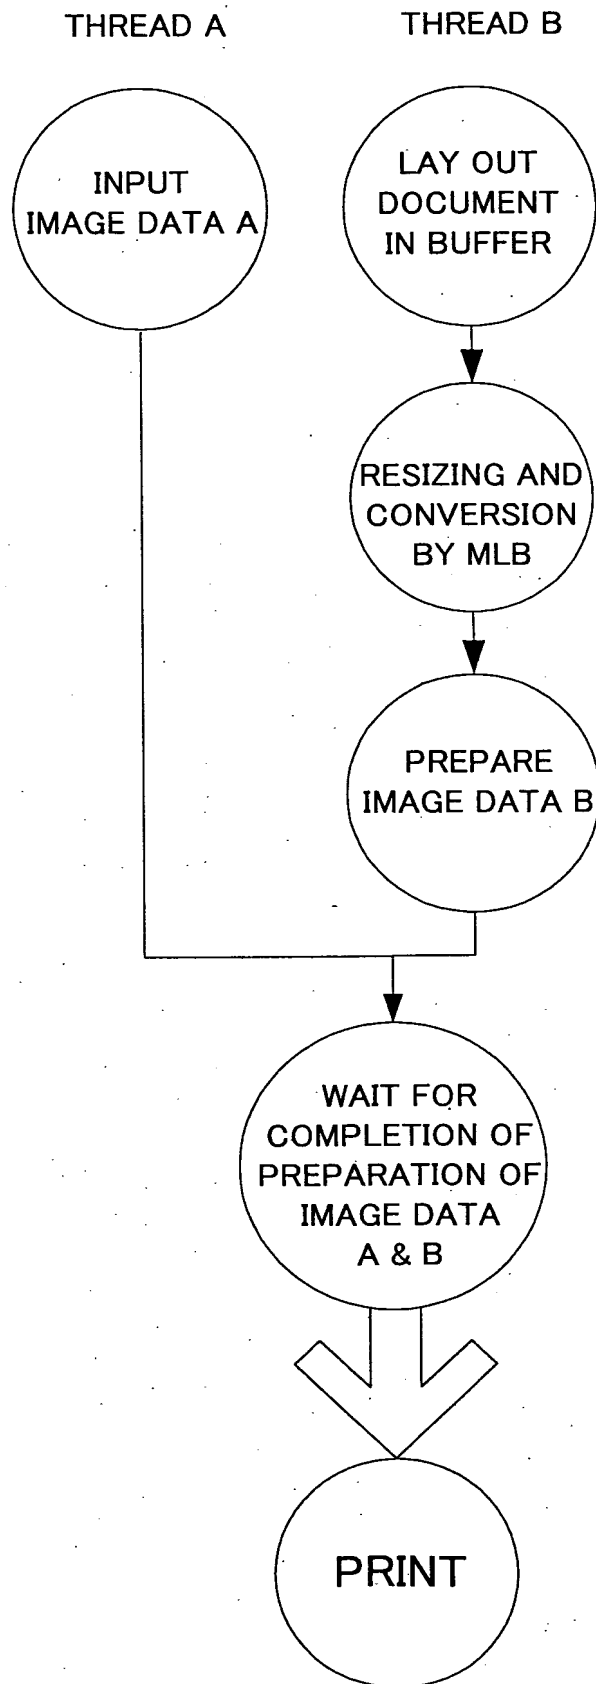 THREAD A
THREAD B
INPUT
IMAGE DATA A
LAY OUT
DOCUMENT
IN BUFFER
RESIZING AND
CONVERSION
BY MLB
PREPARE
IMAGE DATA B
WAIT FOR
COMPLETION OF
PREPARATION OF
IMAGE DATA
A & B
PRINT